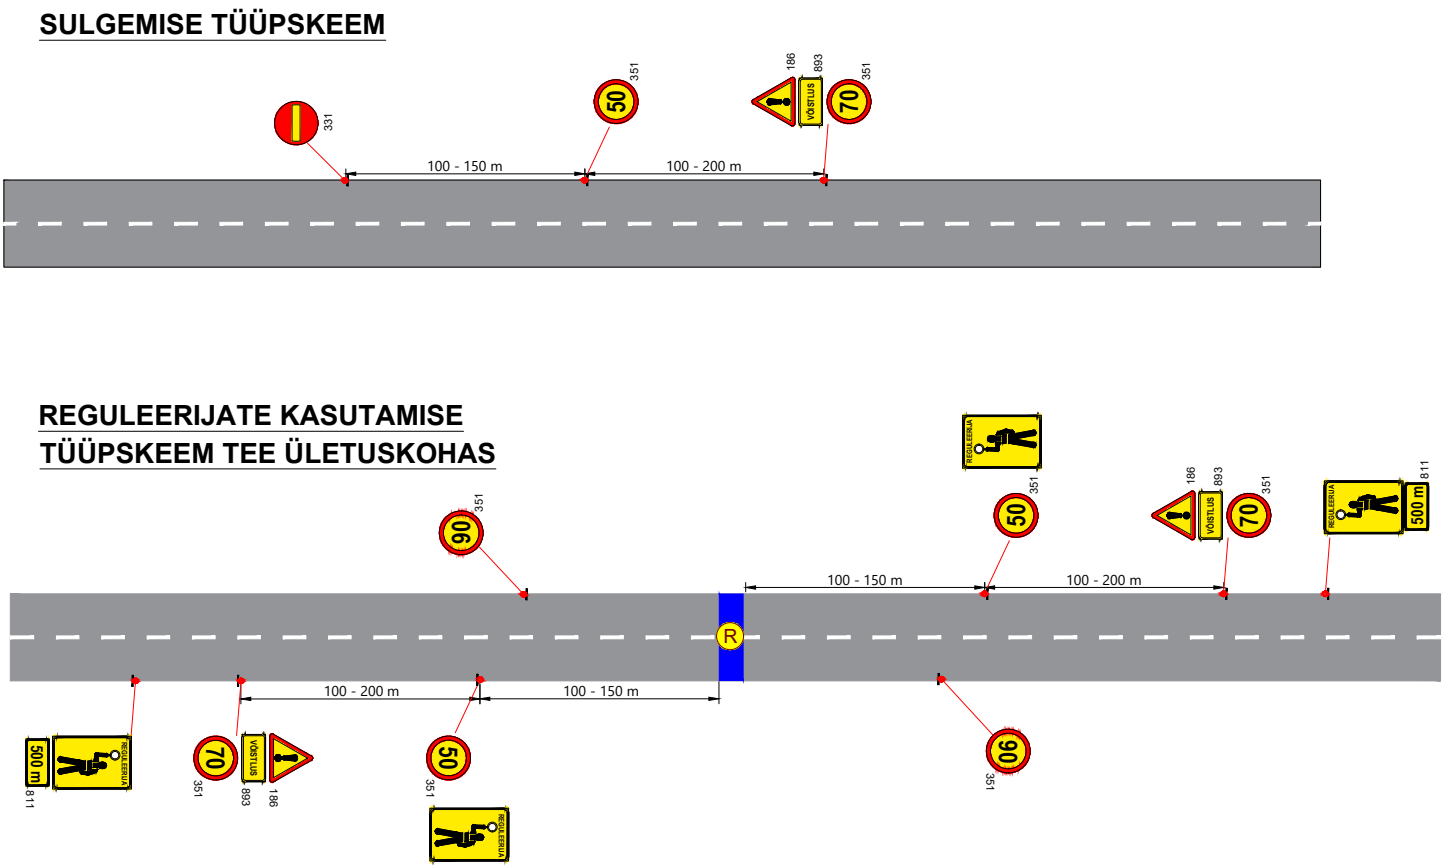 SULGEMISE TÜÜPSKEEM
331
50
351
186
VÕISTLUS
893
70
351
100 - 150 m
100 - 200 m
REGULEERIJATE KASUTAMISE
TÜÜPSKEEM TEE ÜLETUSKOHAS
90
351
REGULEERIJA
50
351
186
VÕISTLUS
893
70
351
REGULEERIJA
500 m
811
100 - 150 m
100 - 200 m
R
100 - 200 m
100 - 150 m
500 m
811
REGULEERIJA
70
351
VÕISTLUS
893
186
50
351
REGULEERIJA
90
351